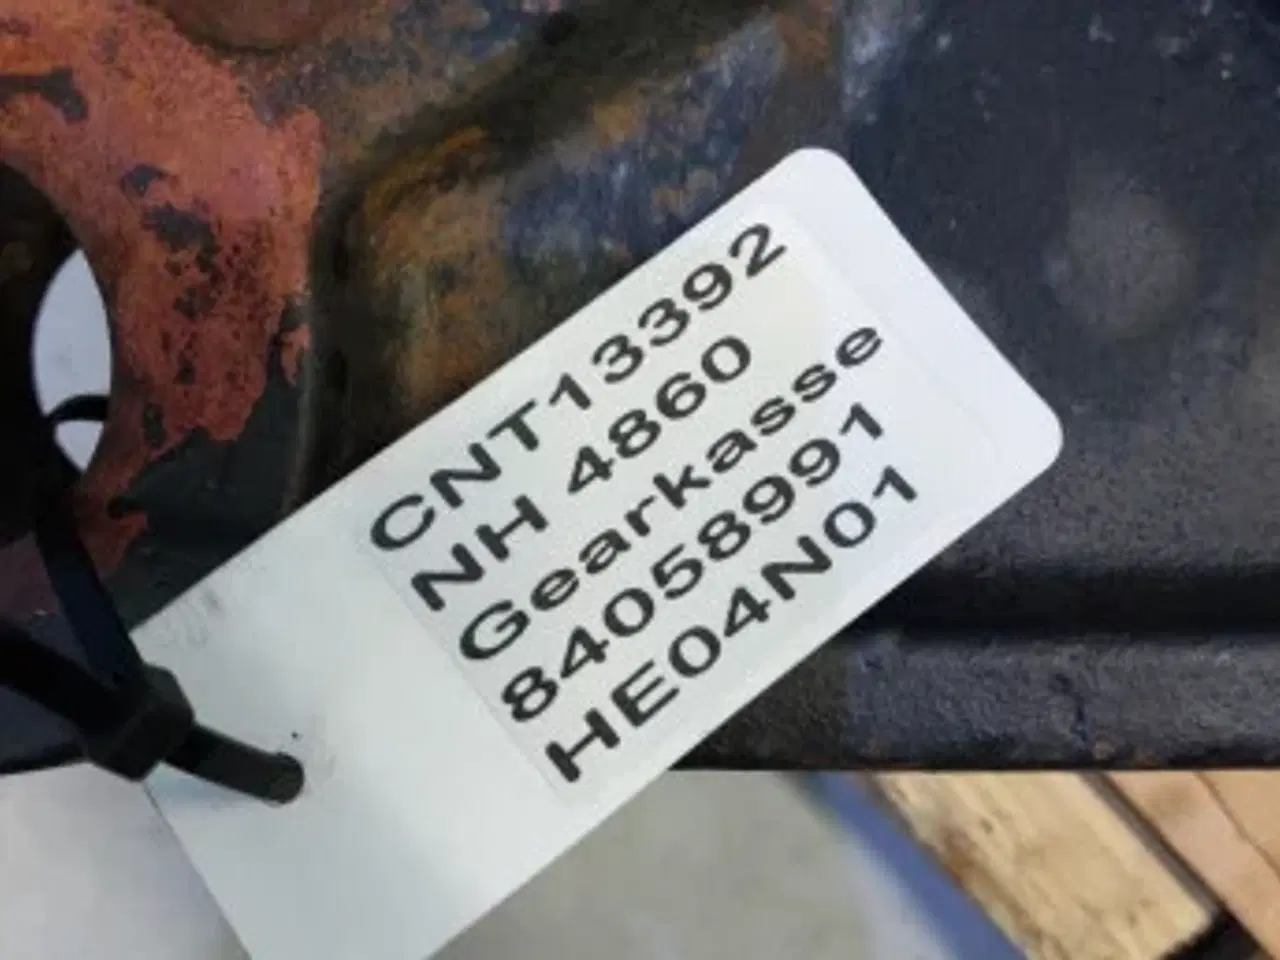 CNT13392
NH 4860
Gearkasse
84058991
HE04N01